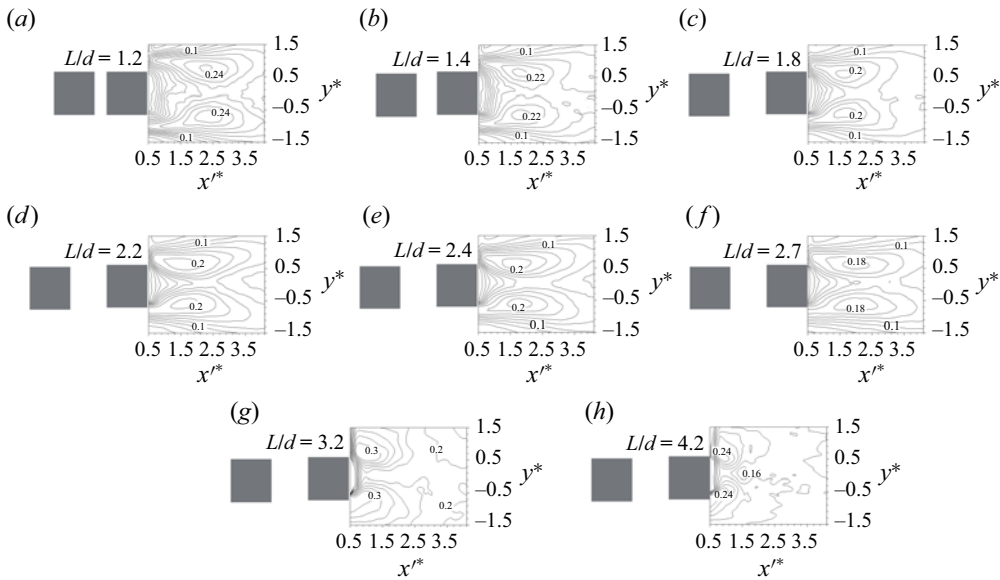 (a) (b) (c)
L/d = 1.2 0.1 1.5 L/d = 1.4 0.1 1.5 L/d = 1.8 0.1 1.5
0.24 0.5 0.22 0.5 0.2 0.5
y* y* y*
0.24 –0.5 0.22 –0.5 0.2 –0.5
0.1 –1.5 0.1 –1.5 0.1 –1.5
0.5 1.5 2.5 3.5 0.5 1.5 2.5 3.5 0.5 1.5 2.5 3.5
x′* x′* x′*
(d) (e) (f)
L/d = 2.2 0.1 1.5 L/d = 2.4 0.1 1.5 L/d = 2.7 0.1 1.5
0.2 0.5 0.2 0.5 0.18 0.5
y* y* y*
0.2 –0.5 0.2 –0.5 0.18 –0.5
0.1 –1.5 0.1 –1.5 0.1 –1.5
0.5 1.5 2.5 3.5 0.5 1.5 2.5 3.5 0.5 1.5 2.5 3.5
x′* x′* x′*
(g) (h)
L/d = 3.2 1.5 L/d = 4.2 1.5
0.3 0.2 0.5 0.24 0.5
y* 0.16 y*
0.3 –0.5 0.24 –0.5
0.2 –1.5 –1.5
0.5 1.5 2.5 3.5 0.5 1.5 2.5 3.5
x′* x′*